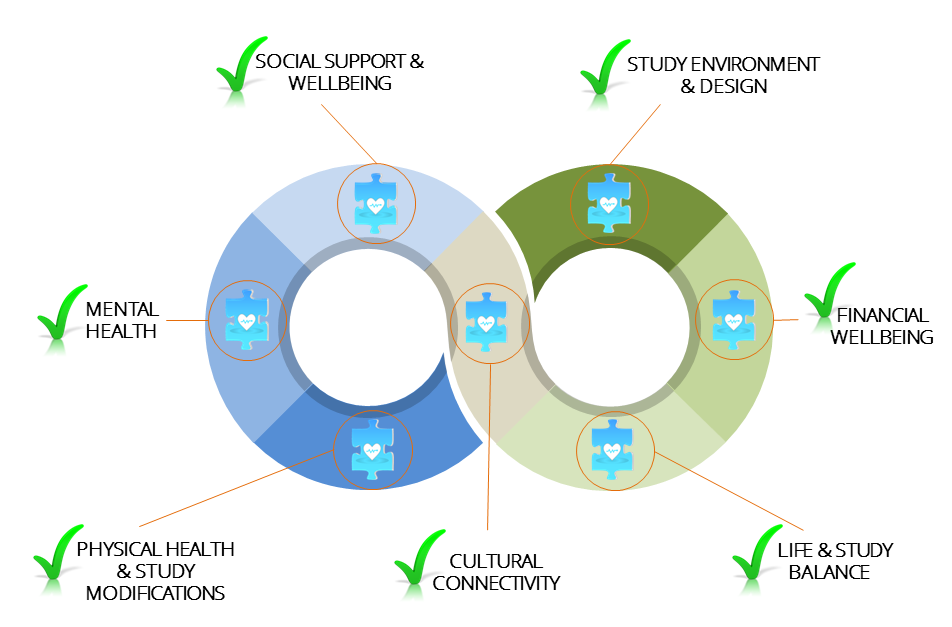 SOCIAL SUPPORT &
WELLBEING
STUDY ENVIRONMENT
& DESIGN
MENTAL
HEALTH
FINANCIAL
WELLBEING
PHYSICAL HEALTH
& STUDY
MODIFICATIONS
CULTURAL
CONNECTIVITY
LIFE & STUDY
BALANCE